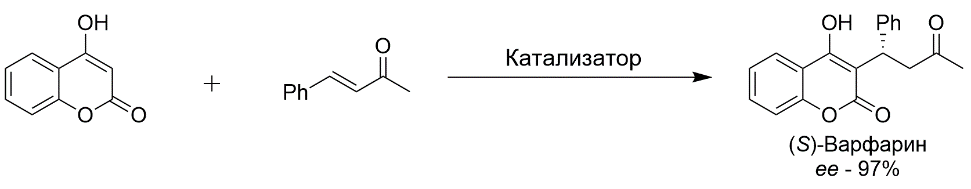 OH
O
O
+
Ph
O
Катализатор
OH
Ph
O
O
O
(S)-Варфарин
ee - 97%